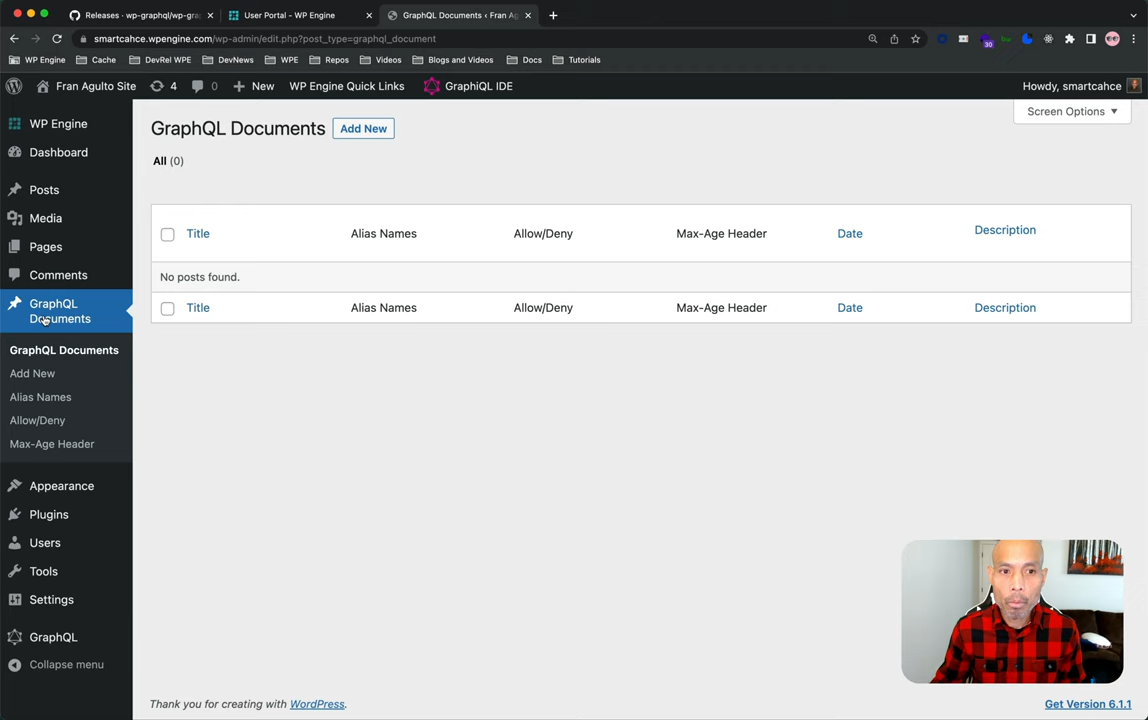 Releases · wp-graphql/wp-gra
User Portal - WP Engine
GraphQL Documents ‹ Fran Ag
smartcahce.wpengine.com/wp-admin/edit.php?post_type=graphql_document
30
WP Engine
Cache
DevRel WPE
DevNews
WPE
Repos
Videos
Blogs and Videos
Docs
Tutorials
Fran Agulto Site
4
0
New
WP Engine Quick Links
GraphiQL IDE
Howdy, smartcahce
WP Engine
Dashboard
Posts
Media
Pages
Comments
GraphQL
Documents
GraphQL Documents
Add New
Alias Names
Allow/Deny
Max-Age Header
Appearance
Plugins
Users
Tools
Settings
GraphQL
Collapse menu
Screen Options
GraphQL Documents
Add New
All (0)
Title
Alias Names
Allow/Deny
Max-Age Header
Date
Description
No posts found.
Title
Alias Names
Allow/Deny
Max-Age Header
Date
Description
Thank you for creating with WordPress.
Get Version 6.1.1